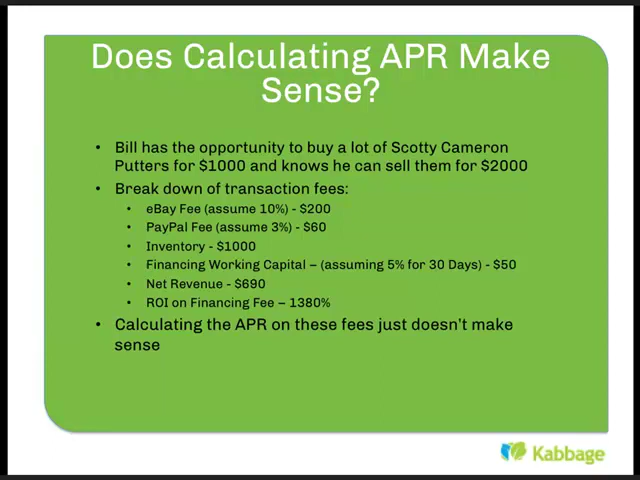 Does Calculating APR Make
Sense?
• Bill has the opportunity to buy a lot of Scotty Cameron
Putters for $1000 and knows he can sell them for $2000
• Break down of transaction fees:
• eBay Fee (assume 10%) - $200
• PayPal Fee (assume 3%) - $60
• Inventory - $1000
• Financing Working Capital – (assuming 5% for 30 Days) - $50
• Net Revenue - $690
• ROI on Financing Fee – 1380%
• Calculating the APR on these fees just doesn't make
sense
Kabbage